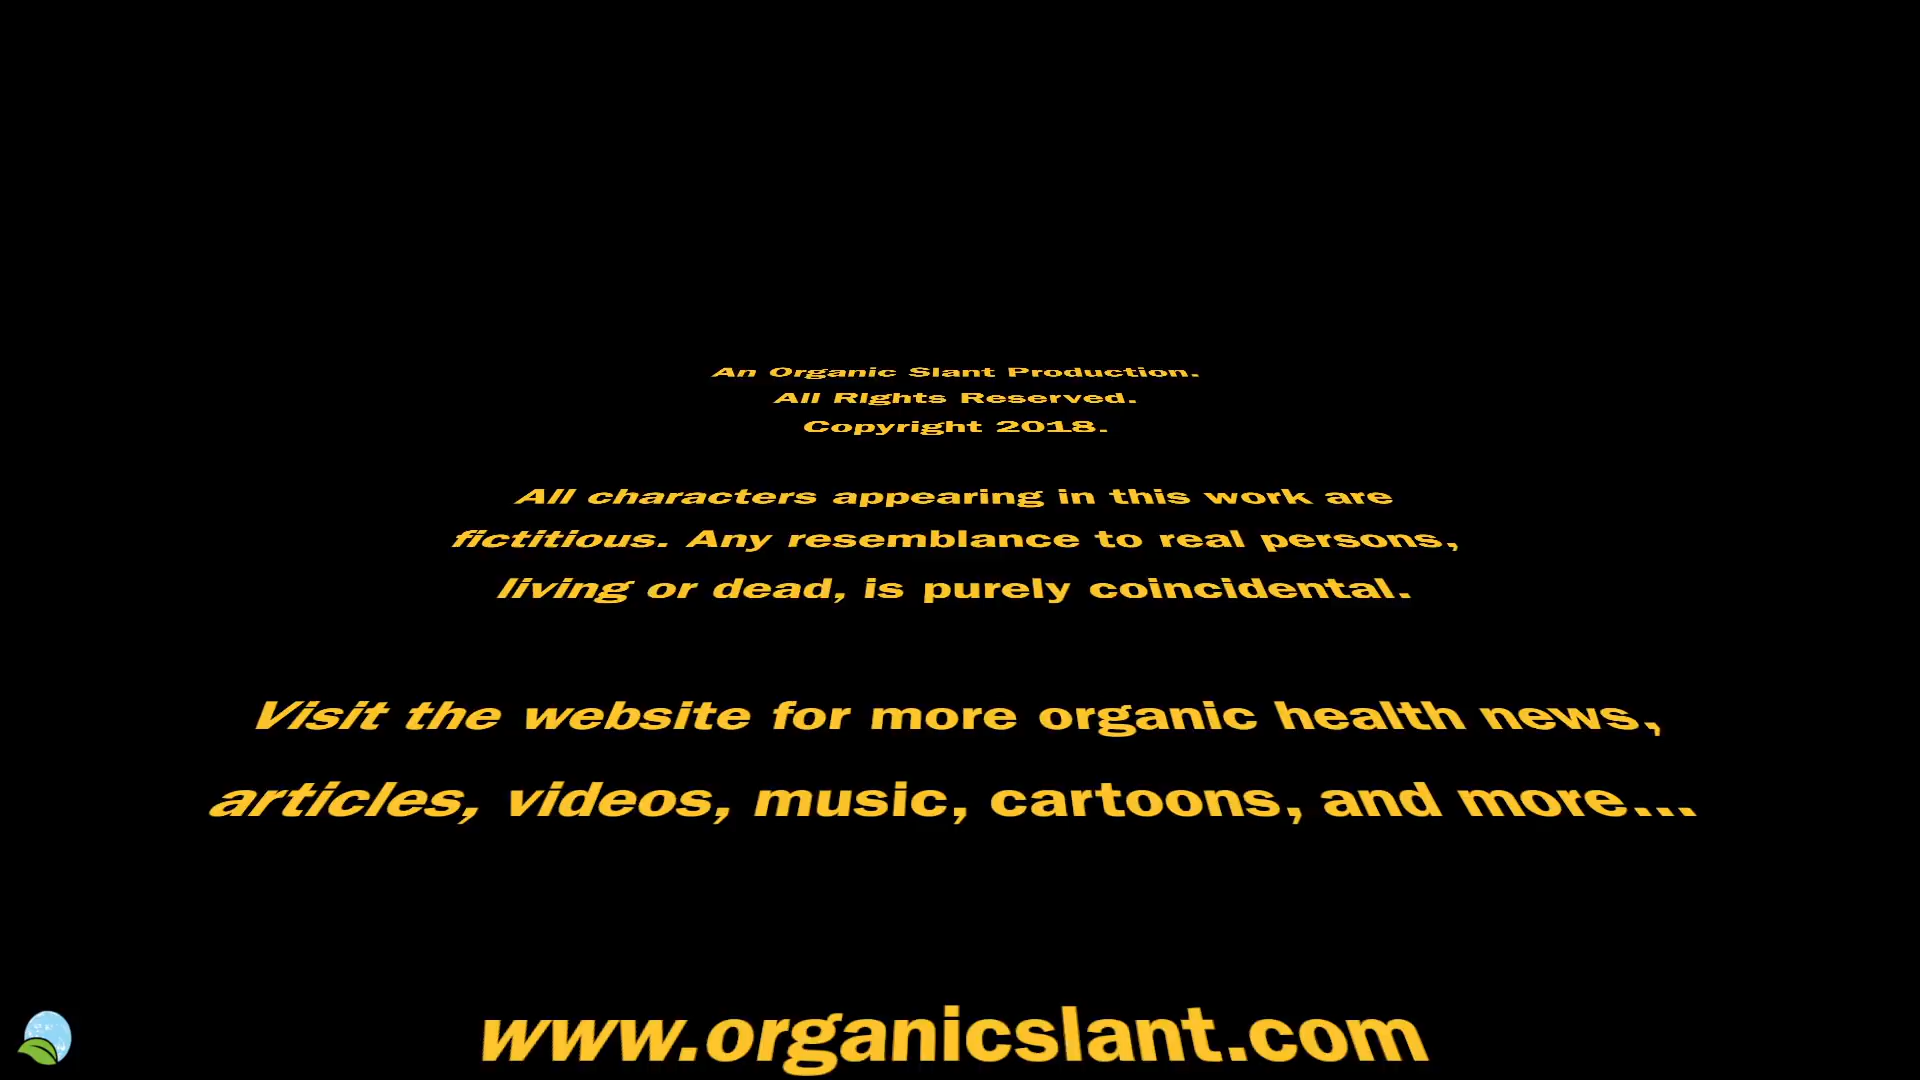 An Organic Slant Production.
All RIghts Reserved.
Copyright 2018.
All characters appearing in this work are
fictitious. Any resemblance to real persons,
living or dead, is purely coincidental.
Visit the website for more organic health news,
articles, videos, music, cartoons, and more...
www.organicslant.com